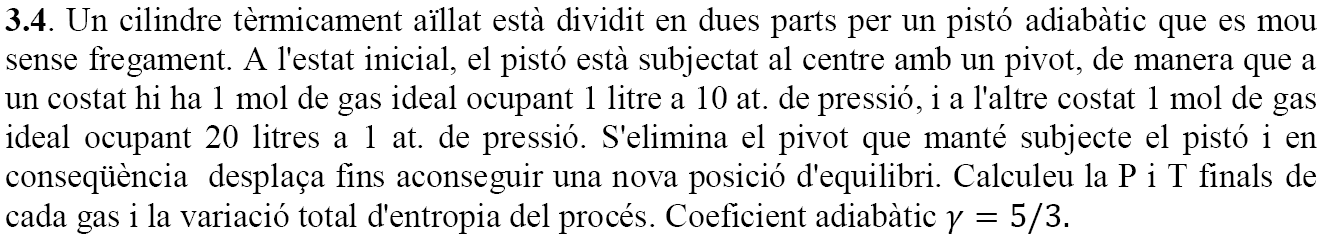 3.4. Un cilindre tèrmicament aïllat està dividit en dues parts per un pistó adiabàtic que es mou
sense fregament. A l'estat inicial, el pistó està subjectat al centre amb un pivot, de manera que a
un costat hi ha 1 mol de gas ideal ocupant 1 litre a 10 at. de pressió, i a l'altre costat 1 mol de gas
ideal ocupant 20 litres a 1 at. de pressió. S'elimina el pivot que manté subjecte el pistó i en
conseqüència desplaça fins aconseguir una nova posició d'equilibri. Calculeu la P i T finals de
cada gas i la variació total d'entropia del procés. Coeficient adiabàtic γ = 5/3.